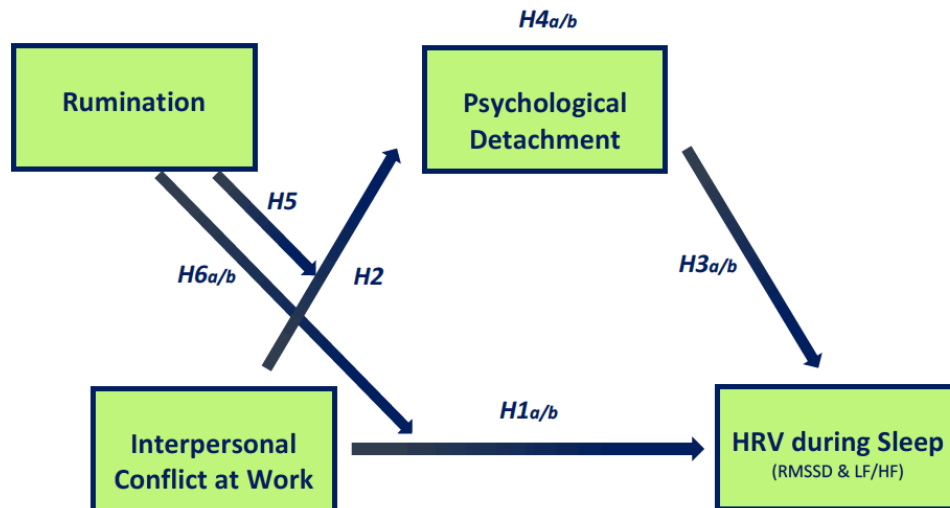 H4a/b
Rumination
Psychological
Detachment
H5
H6a/b
H2
H3a/b
H1a/b
Interpersonal
Conflict at Work
HRV during Sleep
(RMSSD & LF/HF)